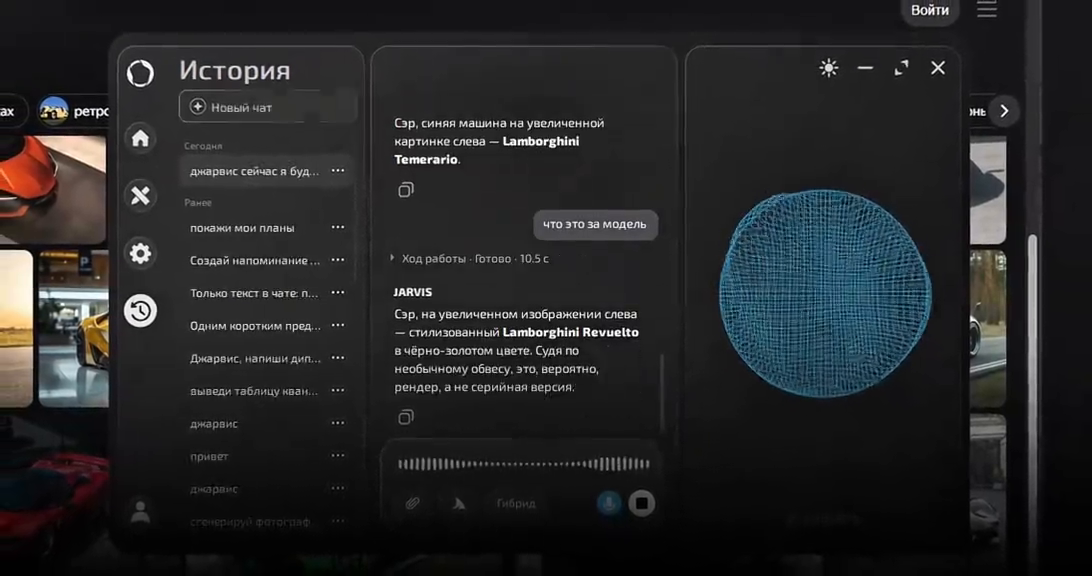 Войти
ретро
История
Новый чат
Сегодня
джарвис сейчас я буд...
Ранее
покажи мои планы
Создай напоминание ...
Только текст в чате: п...
Одним коротким пред...
Джарвис, напиши дип...
выведи таблицу кван...
джарвис
привет
джарвис
сгенерируй фотограф...
Сэр, синяя машина на увеличенной
картинке слева — Lamborghini
Temerario.
что это за модель
Ход работы · Готово · 10.5 с
JARVIS
Сэр, на увеличенном изображении слева
— стилизованный Lamborghini Revuelto
в чёрно-золотом цвете. Судя по
необычному обвесу, это, вероятно,
рендер, а не серийная версия.
Гибрид